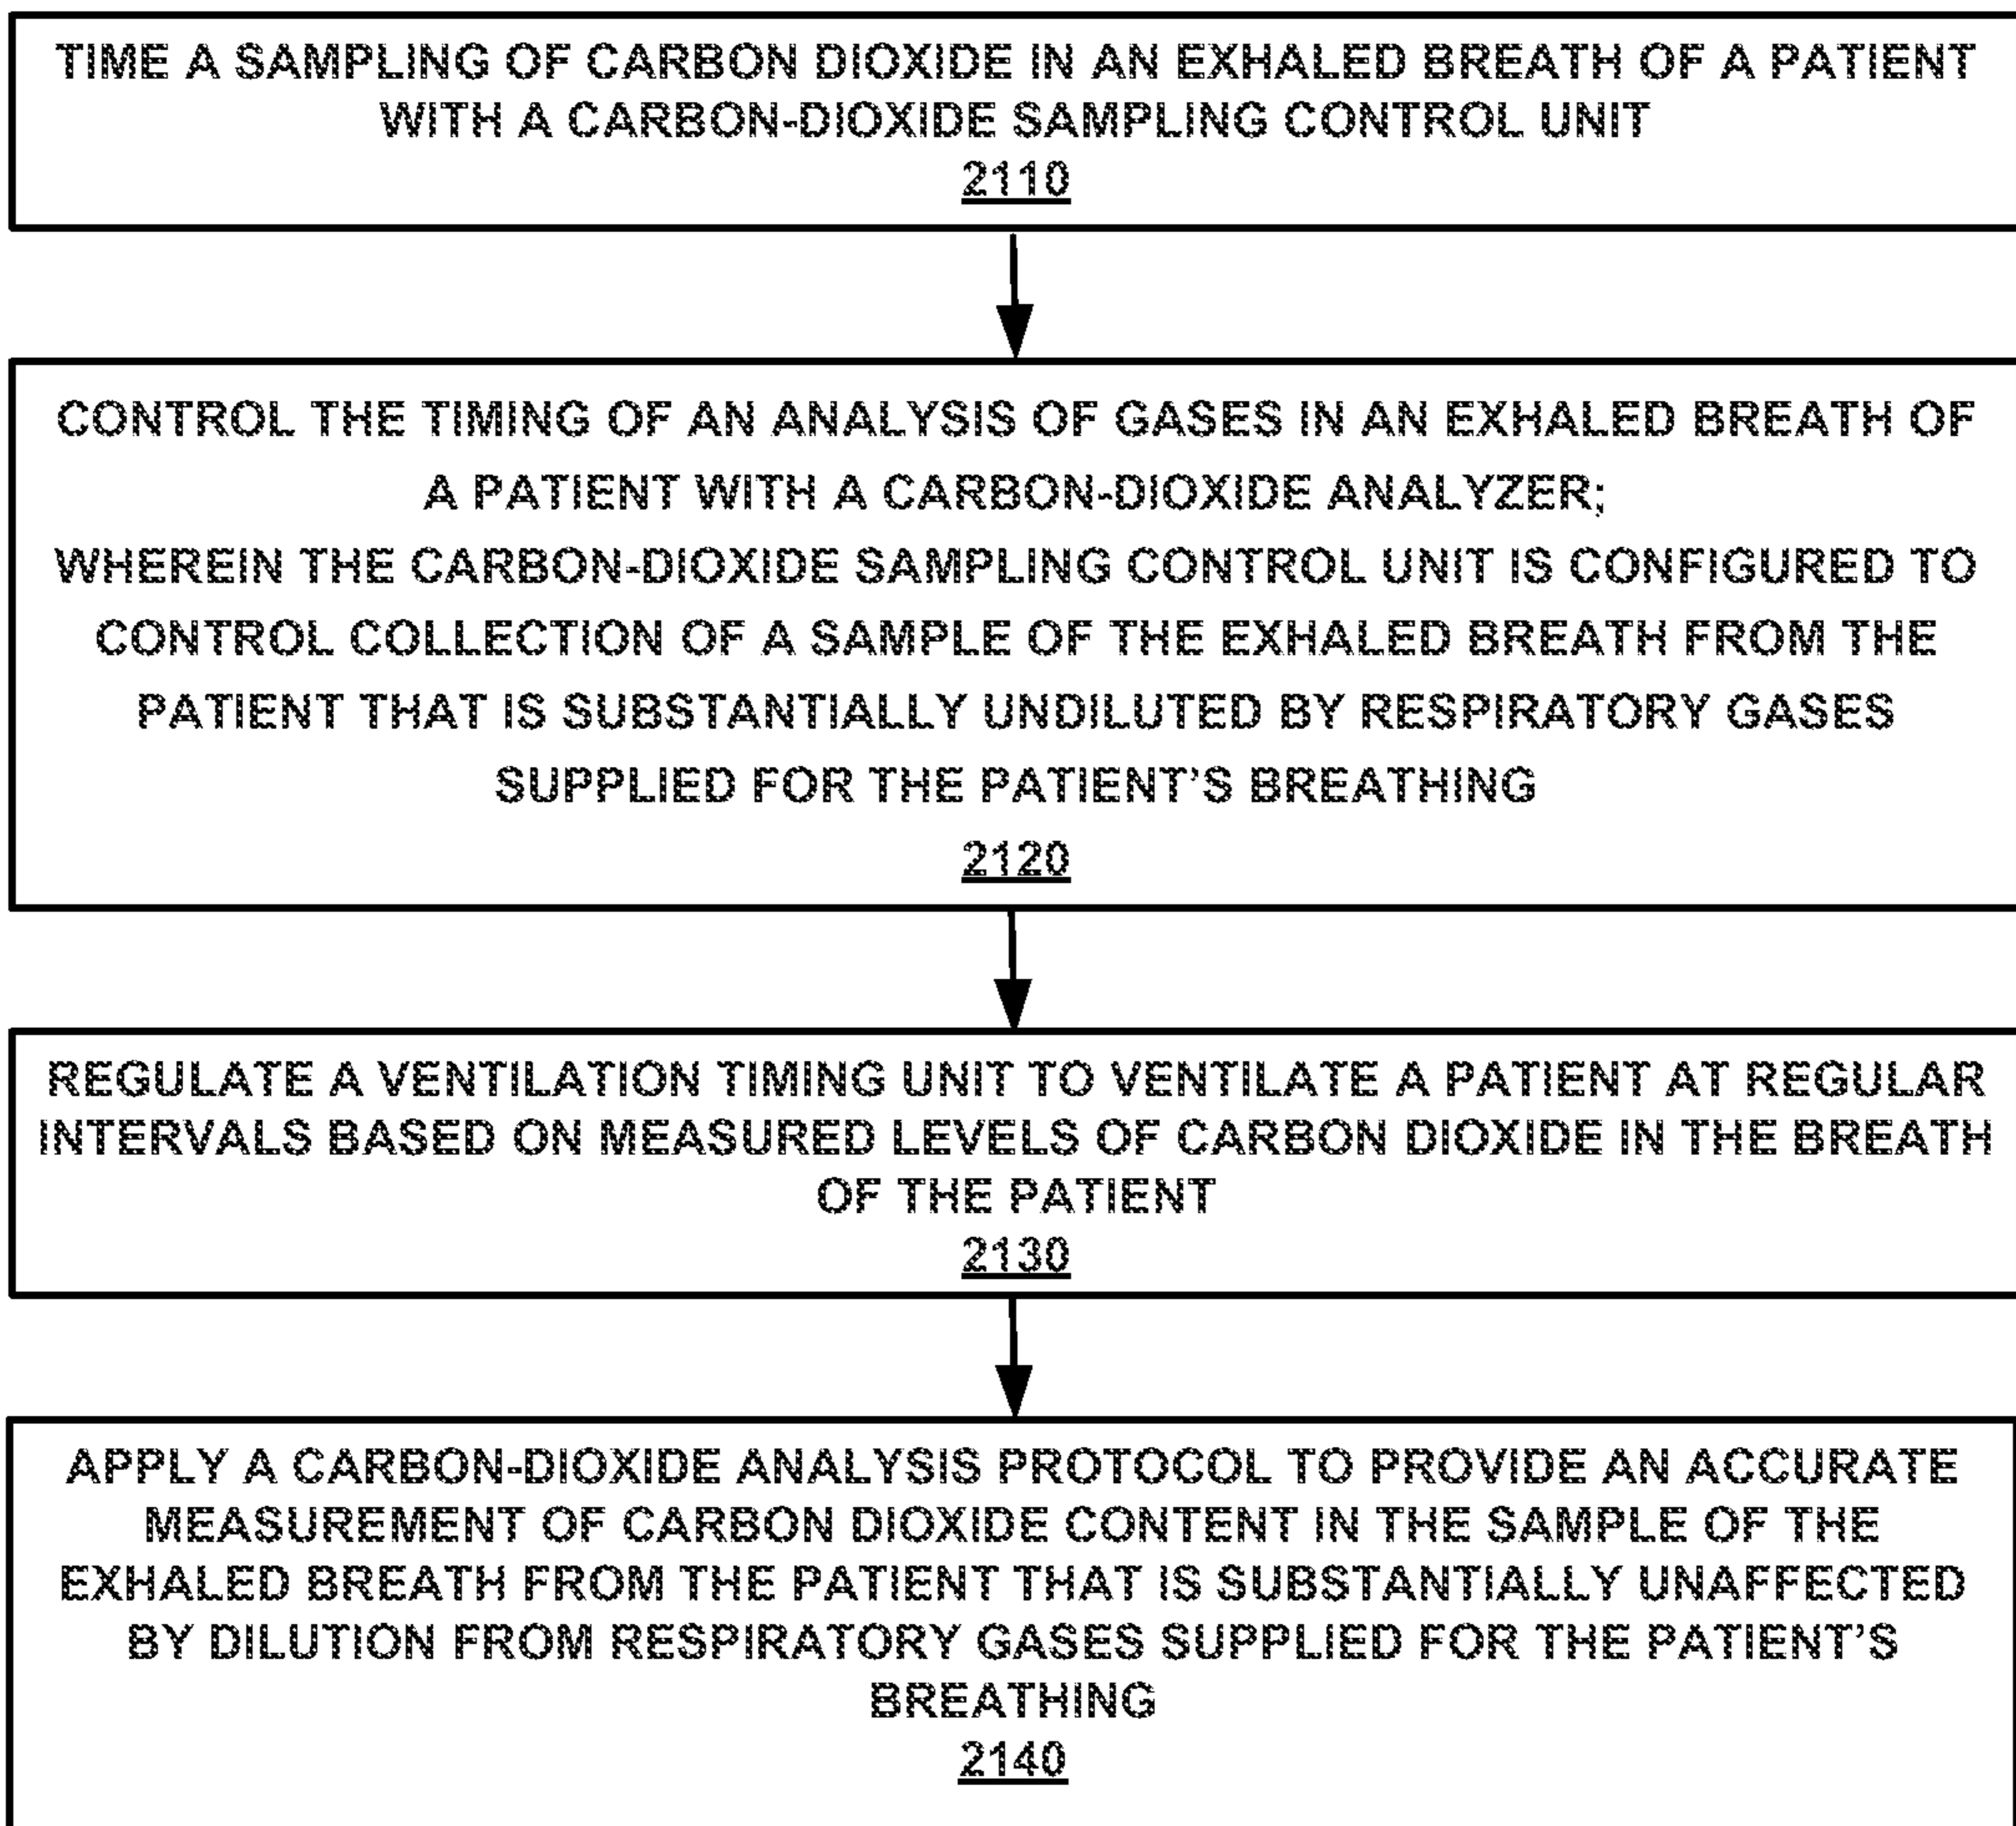 TIME A SAMPLING OF CARBON DIOXIDE IN AN EXHALED BREATH OF A PATIENT
WITH A CARBON-DIOXIDE SAMPLING CONTROL UNIT
2110
CONTROL THE TIMING OF AN ANALYSIS OF GASES IN AN EXHALED BREATH OF
A PATIENT WITH A CARBON-DIOXIDE ANALYZER;
WHEREIN THE CARBON-DIOXIDE SAMPLING CONTROL UNIT IS CONFIGURED TO
CONTROL COLLECTION OF A SAMPLE OF THE EXHALED BREATH FROM THE
PATIENT THAT IS SUBSTANTIALLY UNDILUTED BY RESPIRATORY GASES
SUPPLIED FOR THE PATIENT'S BREATHING
2120
REGULATE A VENTILATION TIMING UNIT TO VENTILATE A PATIENT AT REGULAR
INTERVALS BASED ON MEASURED LEVELS OF CARBON DIOXIDE IN THE BREATH
OF THE PATIENT
2130
APPLY A CARBON-DIOXIDE ANALYSIS PROTOCOL TO PROVIDE AN ACCURATE
MEASUREMENT OF CARBON DIOXIDE CONTENT IN THE SAMPLE OF THE
EXHALED BREATH FROM THE PATIENT THAT IS SUBSTANTIALLY UNAFFECTED
BY DILUTION FROM RESPIRATORY GASES SUPPLIED FOR THE PATIENT'S
BREATHING
2140